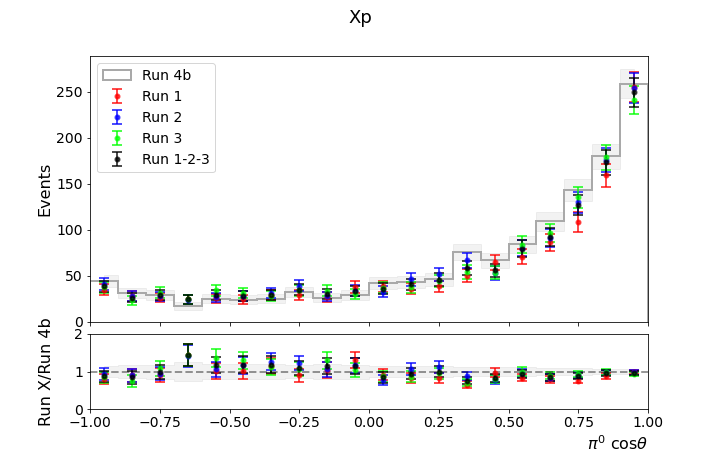 Xp
Events
250
200
150
100
50
0
Run 4b
Run 1
Run 2
Run 3
Run 1-2-3
Run X/Run 4b
2
1
0
−1.00 −0.75 −0.50 −0.25 0.00 0.25 0.50 0.75 1.00
π⁰ cosθ